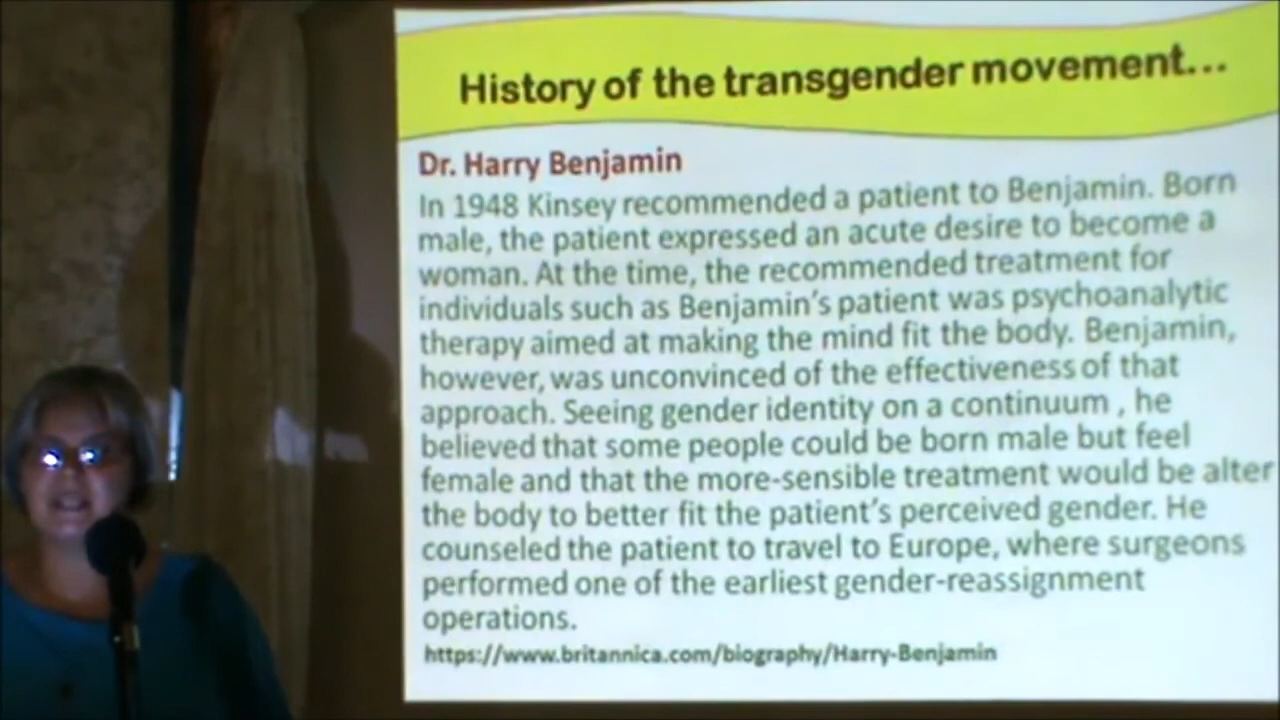 History of the transgender movement...
Dr. Harry Benjamin
In 1948 Kinsey recommended a patient to Benjamin. Born
male, the patient expressed an acute desire to become a
woman. At the time, the recommended treatment for
individuals such as Benjamin's patient was psychoanalytic
therapy aimed at making the mind fit the body. Benjamin,
however, was unconvinced of the effectiveness of that
approach. Seeing gender identity on a continuum , he
believed that some people could be born male but feel
female and that the more-sensible treatment would be alter
the body to better fit the patient's perceived gender. He
counseled the patient to travel to Europe, where surgeons
performed one of the earliest gender-reassignment
operations.
https://www.britannica.com/biography/Harry-Benjamin